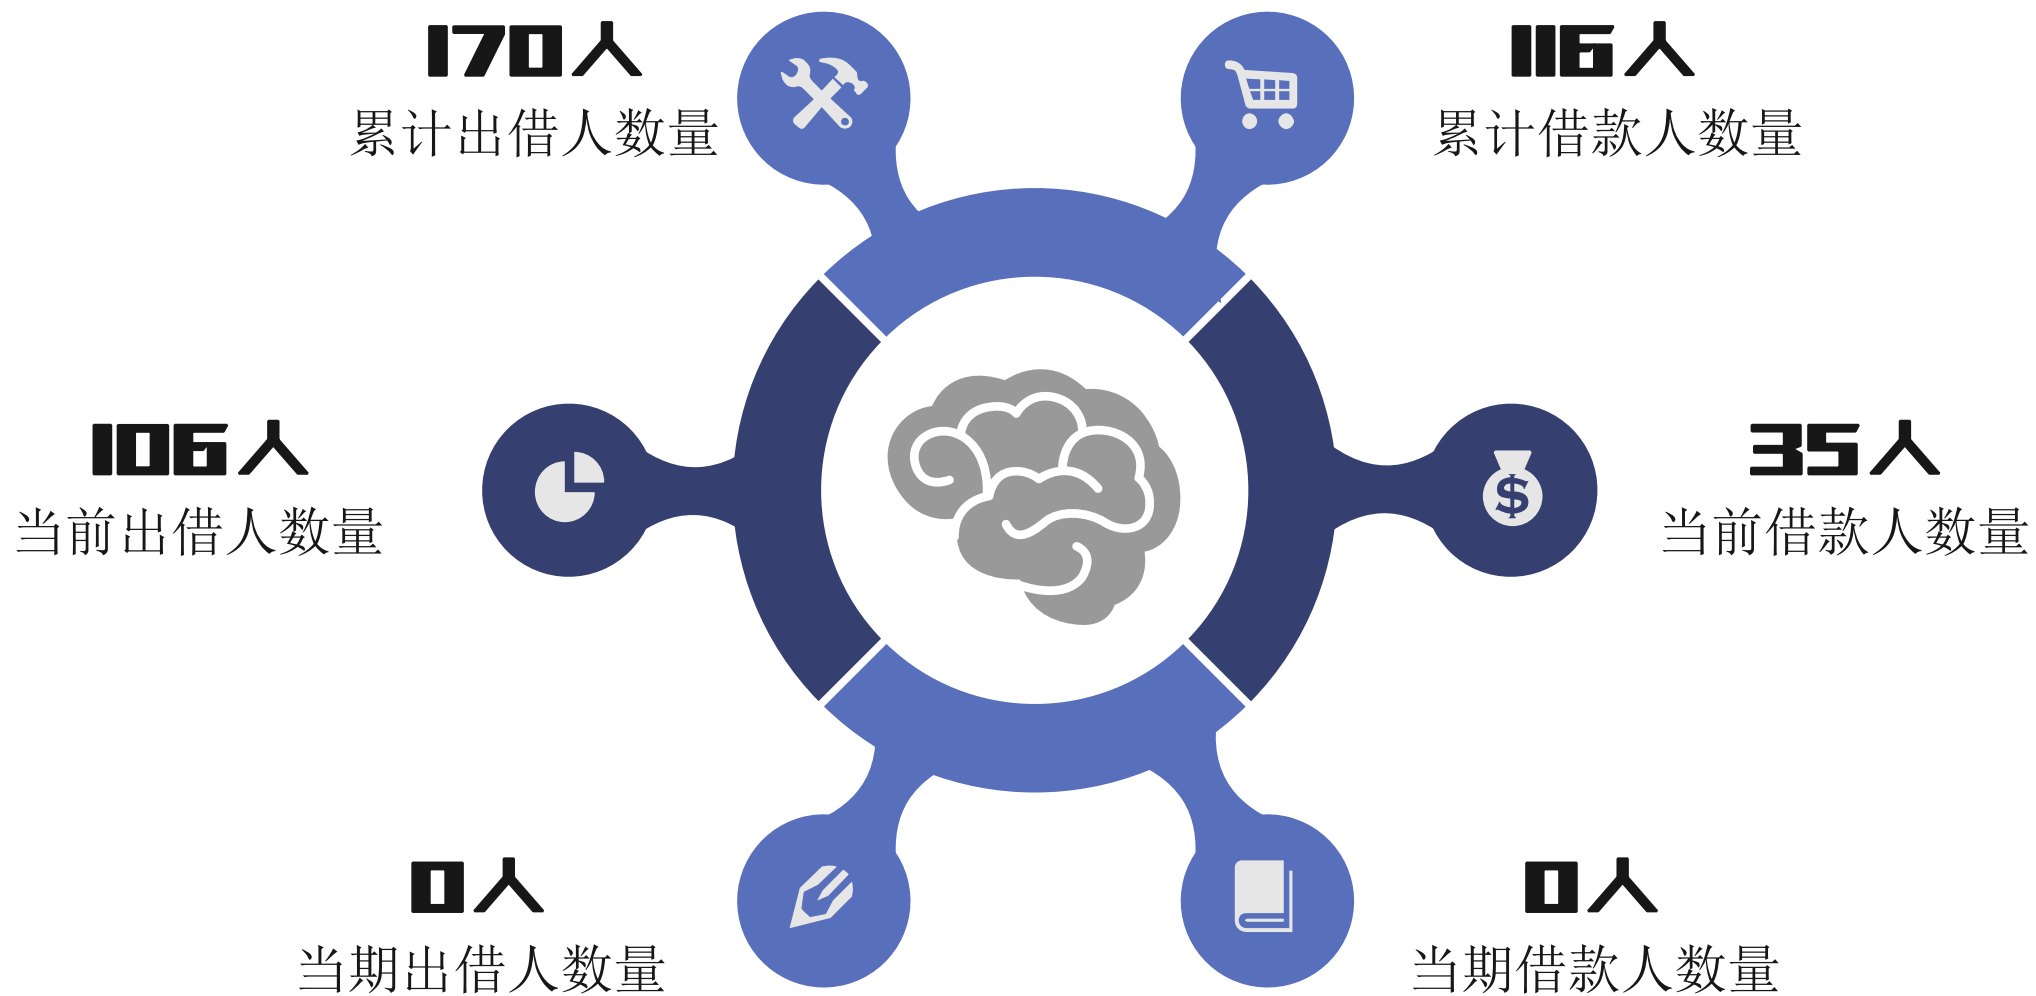 170人
累计出借人数量
116人
累计借款人数量
106人
当前出借人数量
35人
当前借款人数量
0人
当期出借人数量
0人
当期借款人数量